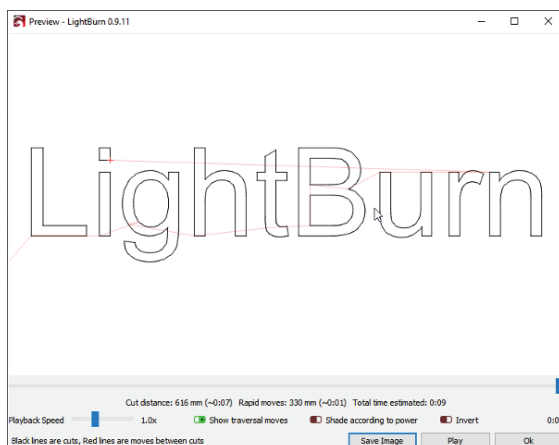 Preview - LightBurn 0.9.11
LightBurn
Cut distance: 616 mm (~0:07) Rapid moves: 330 mm (~0:01) Total time estimated: 0:09
Playback Speed 1.0x Show traversal moves Shade according to power Invert
Black lines are cuts, Red lines are moves between cuts Save Image Play Ok